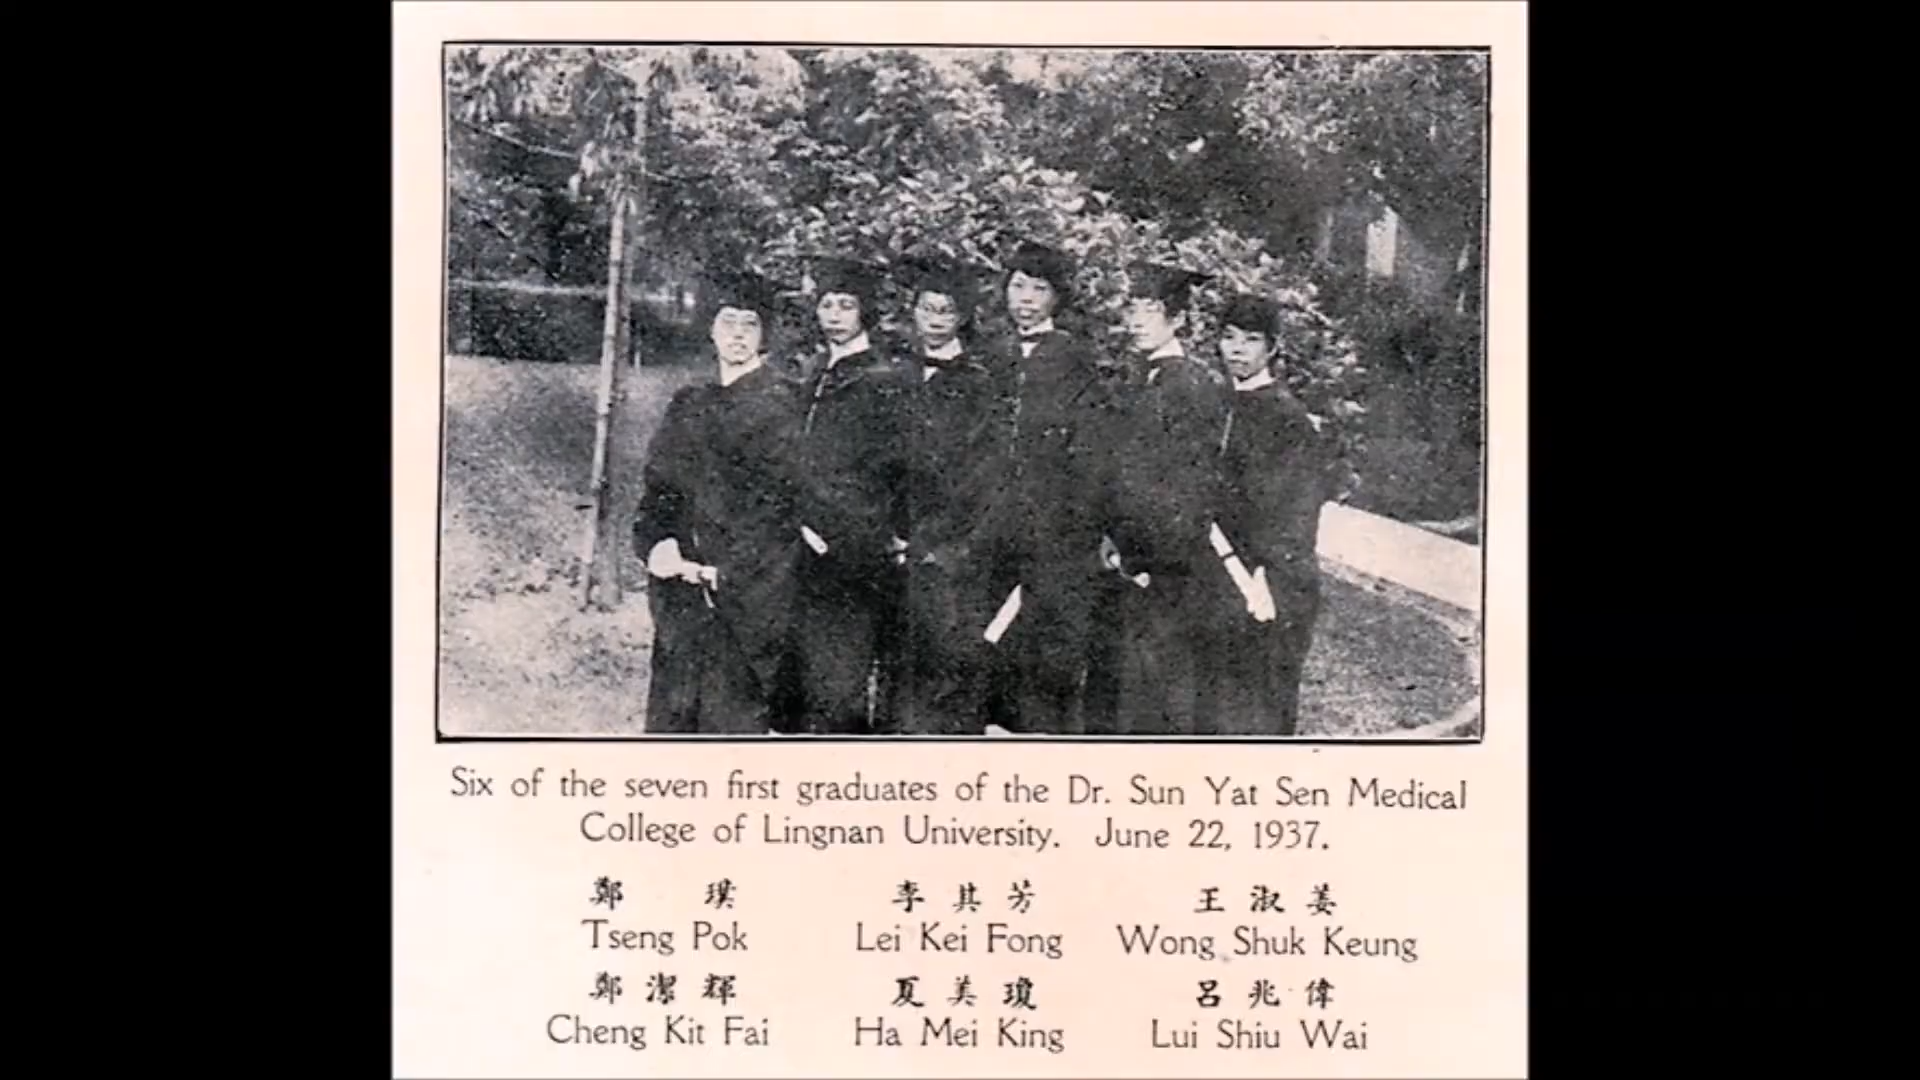 Six of the seven first graduates of the Dr. Sun Yat Sen Medical
College of Lingnan University. June 22, 1937.
鄭 璞 李其芳 王淑姜
Tseng Pok Lei Kei Fong Wong Shuk Keung
鄭潔輝 夏美瓊 呂兆偉
Cheng Kit Fai Ha Mei King Lui Shiu Wai